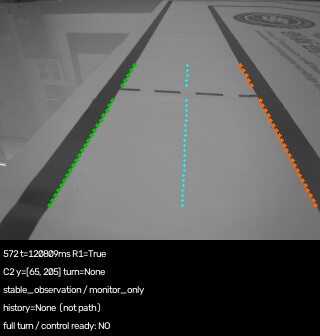 572 t=120809ms R1=True
C2 y=[65, 205] turn=None
stable_observation / monitor_only
history=None (not path)
full turn / control ready: NO